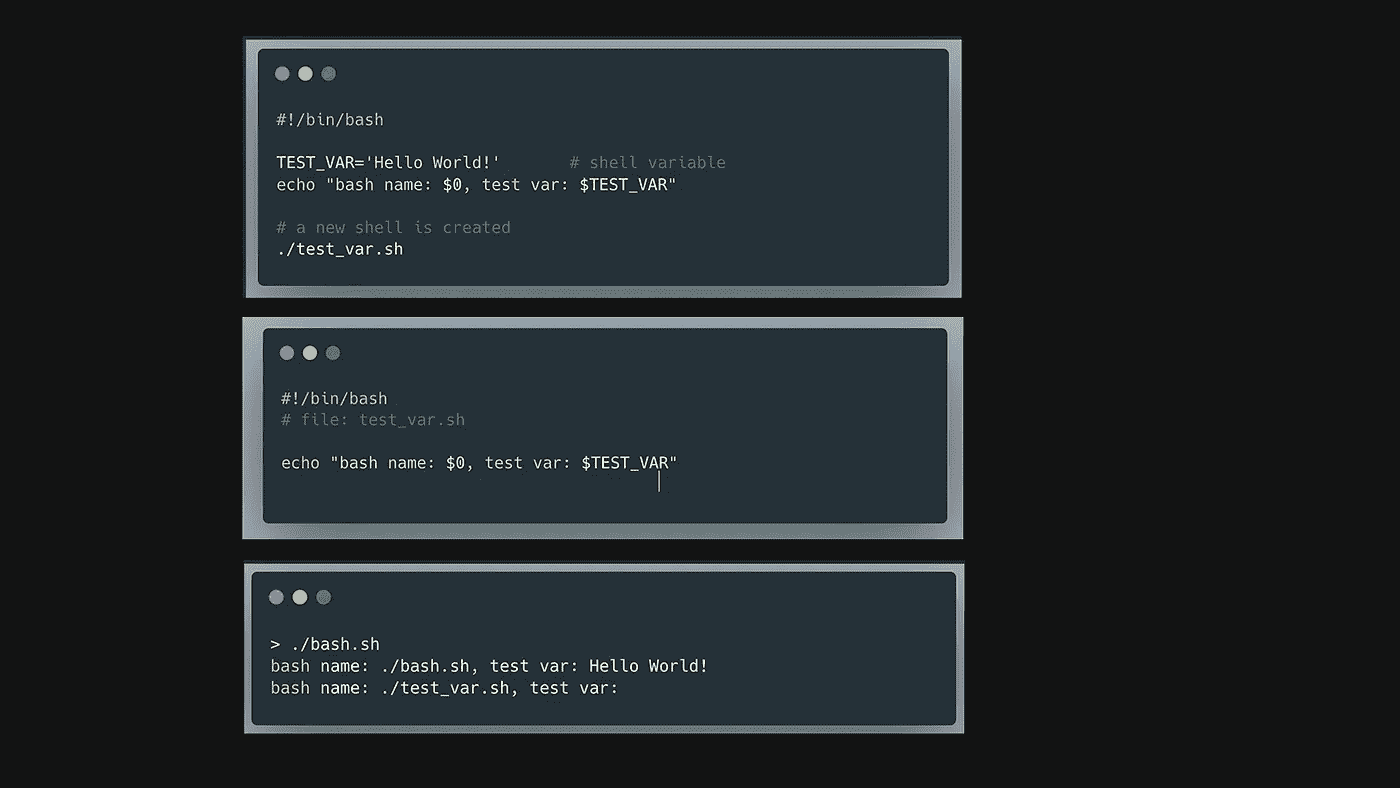 #!/bin/bash
TEST_VAR='Hello World!' # shell variable
echo "bash name: $0, test var: $TEST_VAR"
# a new shell is created
./test_var.sh
#!/bin/bash
# file: test_var.sh
echo "bash name: $0, test var: $TEST_VAR"
> ./bash.sh
bash name: ./bash.sh, test var: Hello World!
bash name: ./test_var.sh, test var: